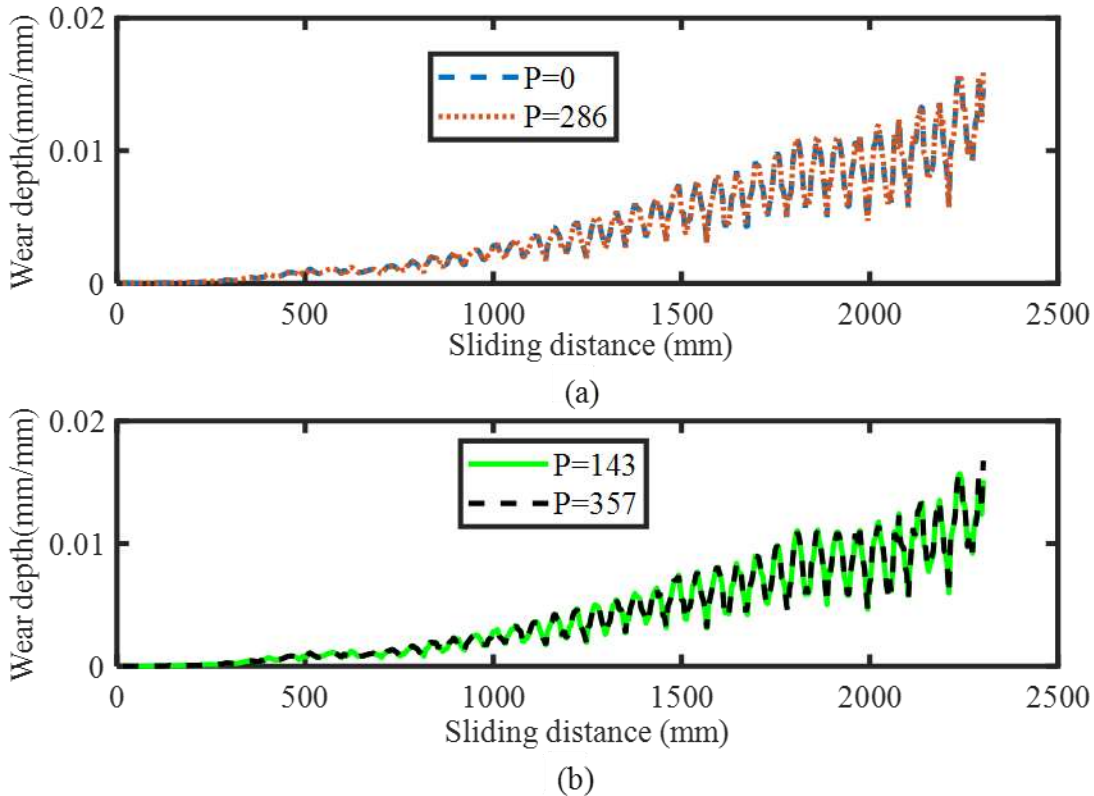 0.02
0.01
0
Wear depth(mm/mm)
P=0
P=286
0 500 1000 1500 2000 2500
Sliding distance (mm)
(a)
0.02
0.01
0
Wear depth(mm/mm)
P=143
P=357
0 500 1000 1500 2000 2500
Sliding distance (mm)
(b)